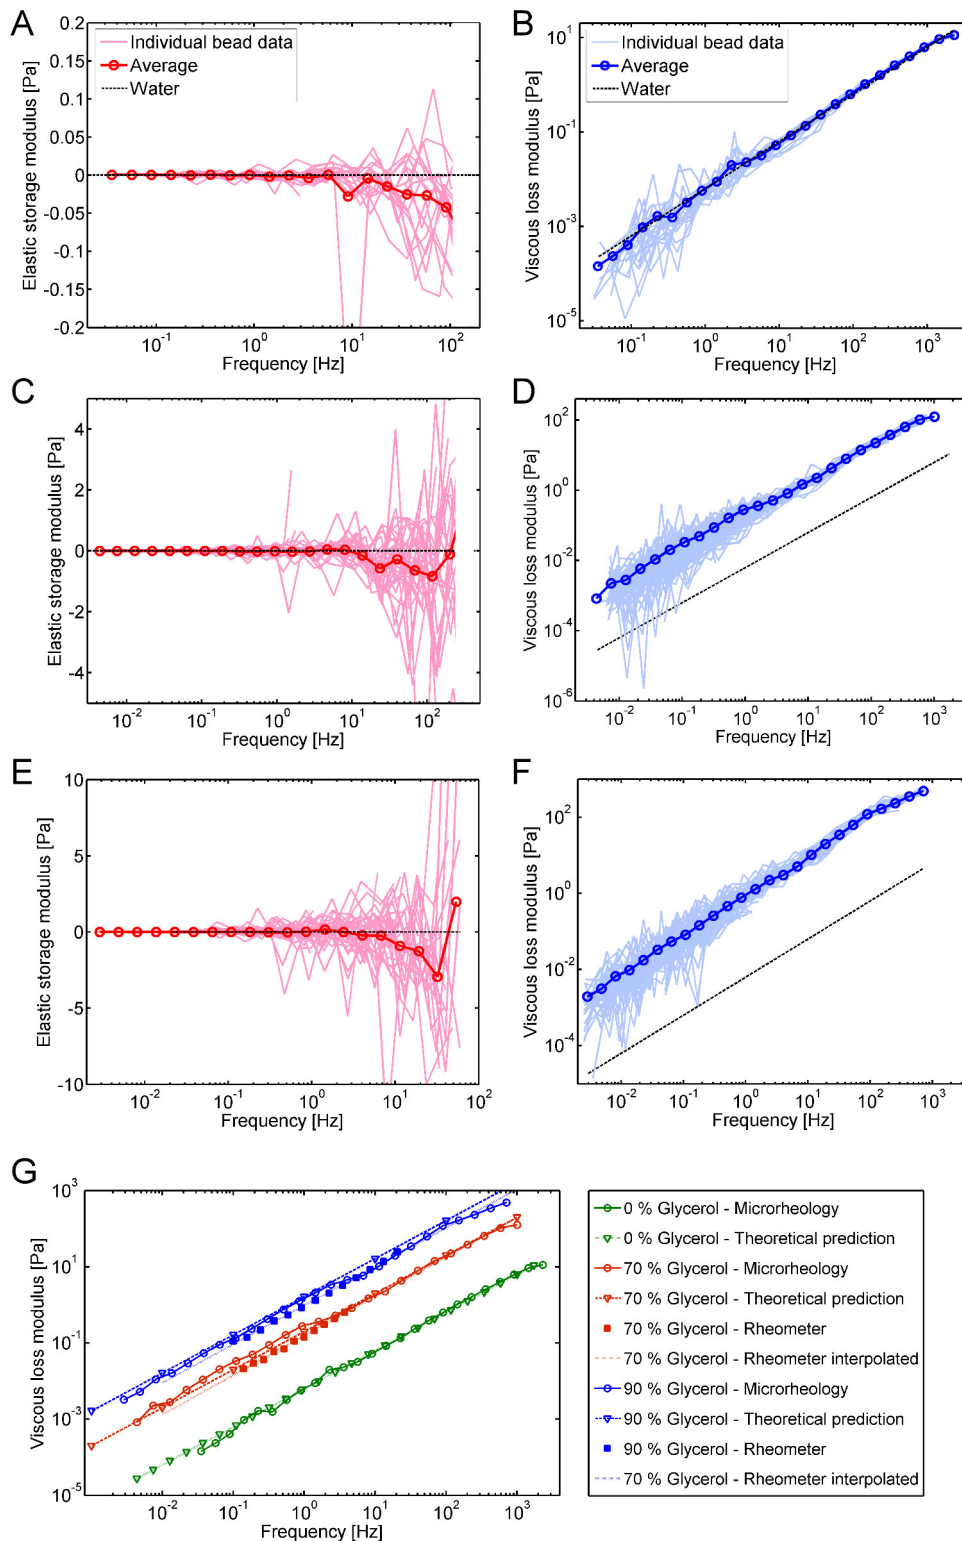 A
Elastic storage modulus [Pa]
0.2
0.15
0.1
0.05
0
-0.05
-0.1
-0.15
-0.2
Individual bead data
Average
Water
10^-1
10^0
10^1
10^2
Frequency [Hz]
B
Viscous loss modulus [Pa]
10^1
10^-1
10^-3
10^-5
Individual bead data
Average
Water
10^-1
10^0
10^1
10^2
10^3
Frequency [Hz]
C
Elastic storage modulus [Pa]
4
2
0
-2
-4
10^-2
10^-1
10^0
10^1
10^2
Frequency [Hz]
D
Viscous loss modulus [Pa]
10^2
10^0
10^-2
10^-4
10^-6
10^-2
10^-1
10^0
10^1
10^2
10^3
Frequency [Hz]
E
Elastic storage modulus [Pa]
10
5
0
-5
-10
10^-2
10^-1
10^0
10^1
10^2
Frequency [Hz]
F
Viscous loss modulus [Pa]
10^2
10^0
10^-2
10^-4
10^-2
10^-1
10^0
10^1
10^2
10^3
Frequency [Hz]
G
Viscous loss modulus [Pa]
10^3
10^1
10^-1
10^-3
10^-5
10^-2
10^-1
10^0
10^1
10^2
10^3
Frequency [Hz]
0 % Glycerol - Microrheology
0 % Glycerol - Theoretical prediction
70 % Glycerol - Microrheology
70 % Glycerol - Theoretical prediction
70 % Glycerol - Rheometer
70 % Glycerol - Rheometer interpolated
90 % Glycerol - Microrheology
90 % Glycerol - Theoretical prediction
90 % Glycerol - Rheometer
70 % Glycerol - Rheometer interpolated